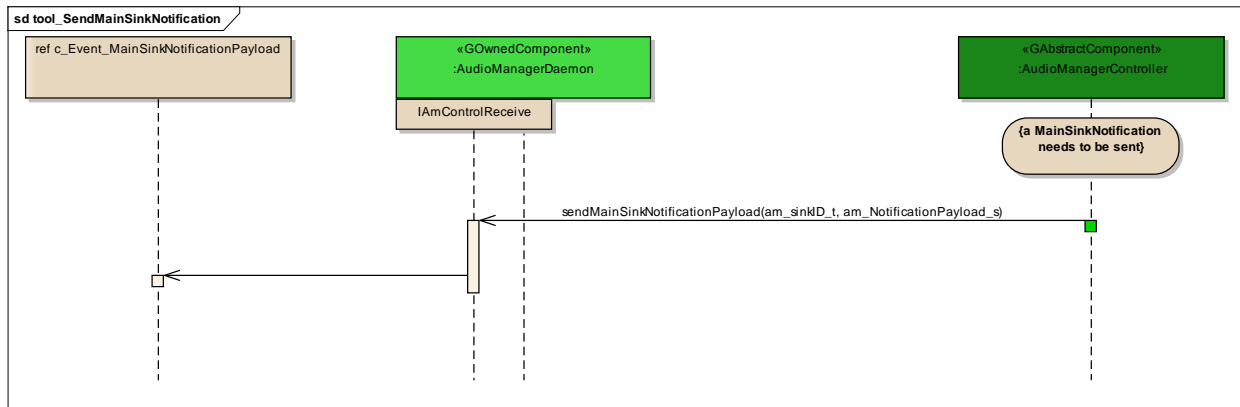 sd tool_SendMainSinkNotification
ref c_Event_MainSinkNotificationPayload
«GOwnedComponent»
:AudioManagerDaemon
IAmControlReceive
«GAbstractComponent»
:AudioManagerController
{a MainSinkNotification
needs to be sent}
sendMainSinkNotificationPayload(am_sinkID_t, am_NotificationPayload_s)